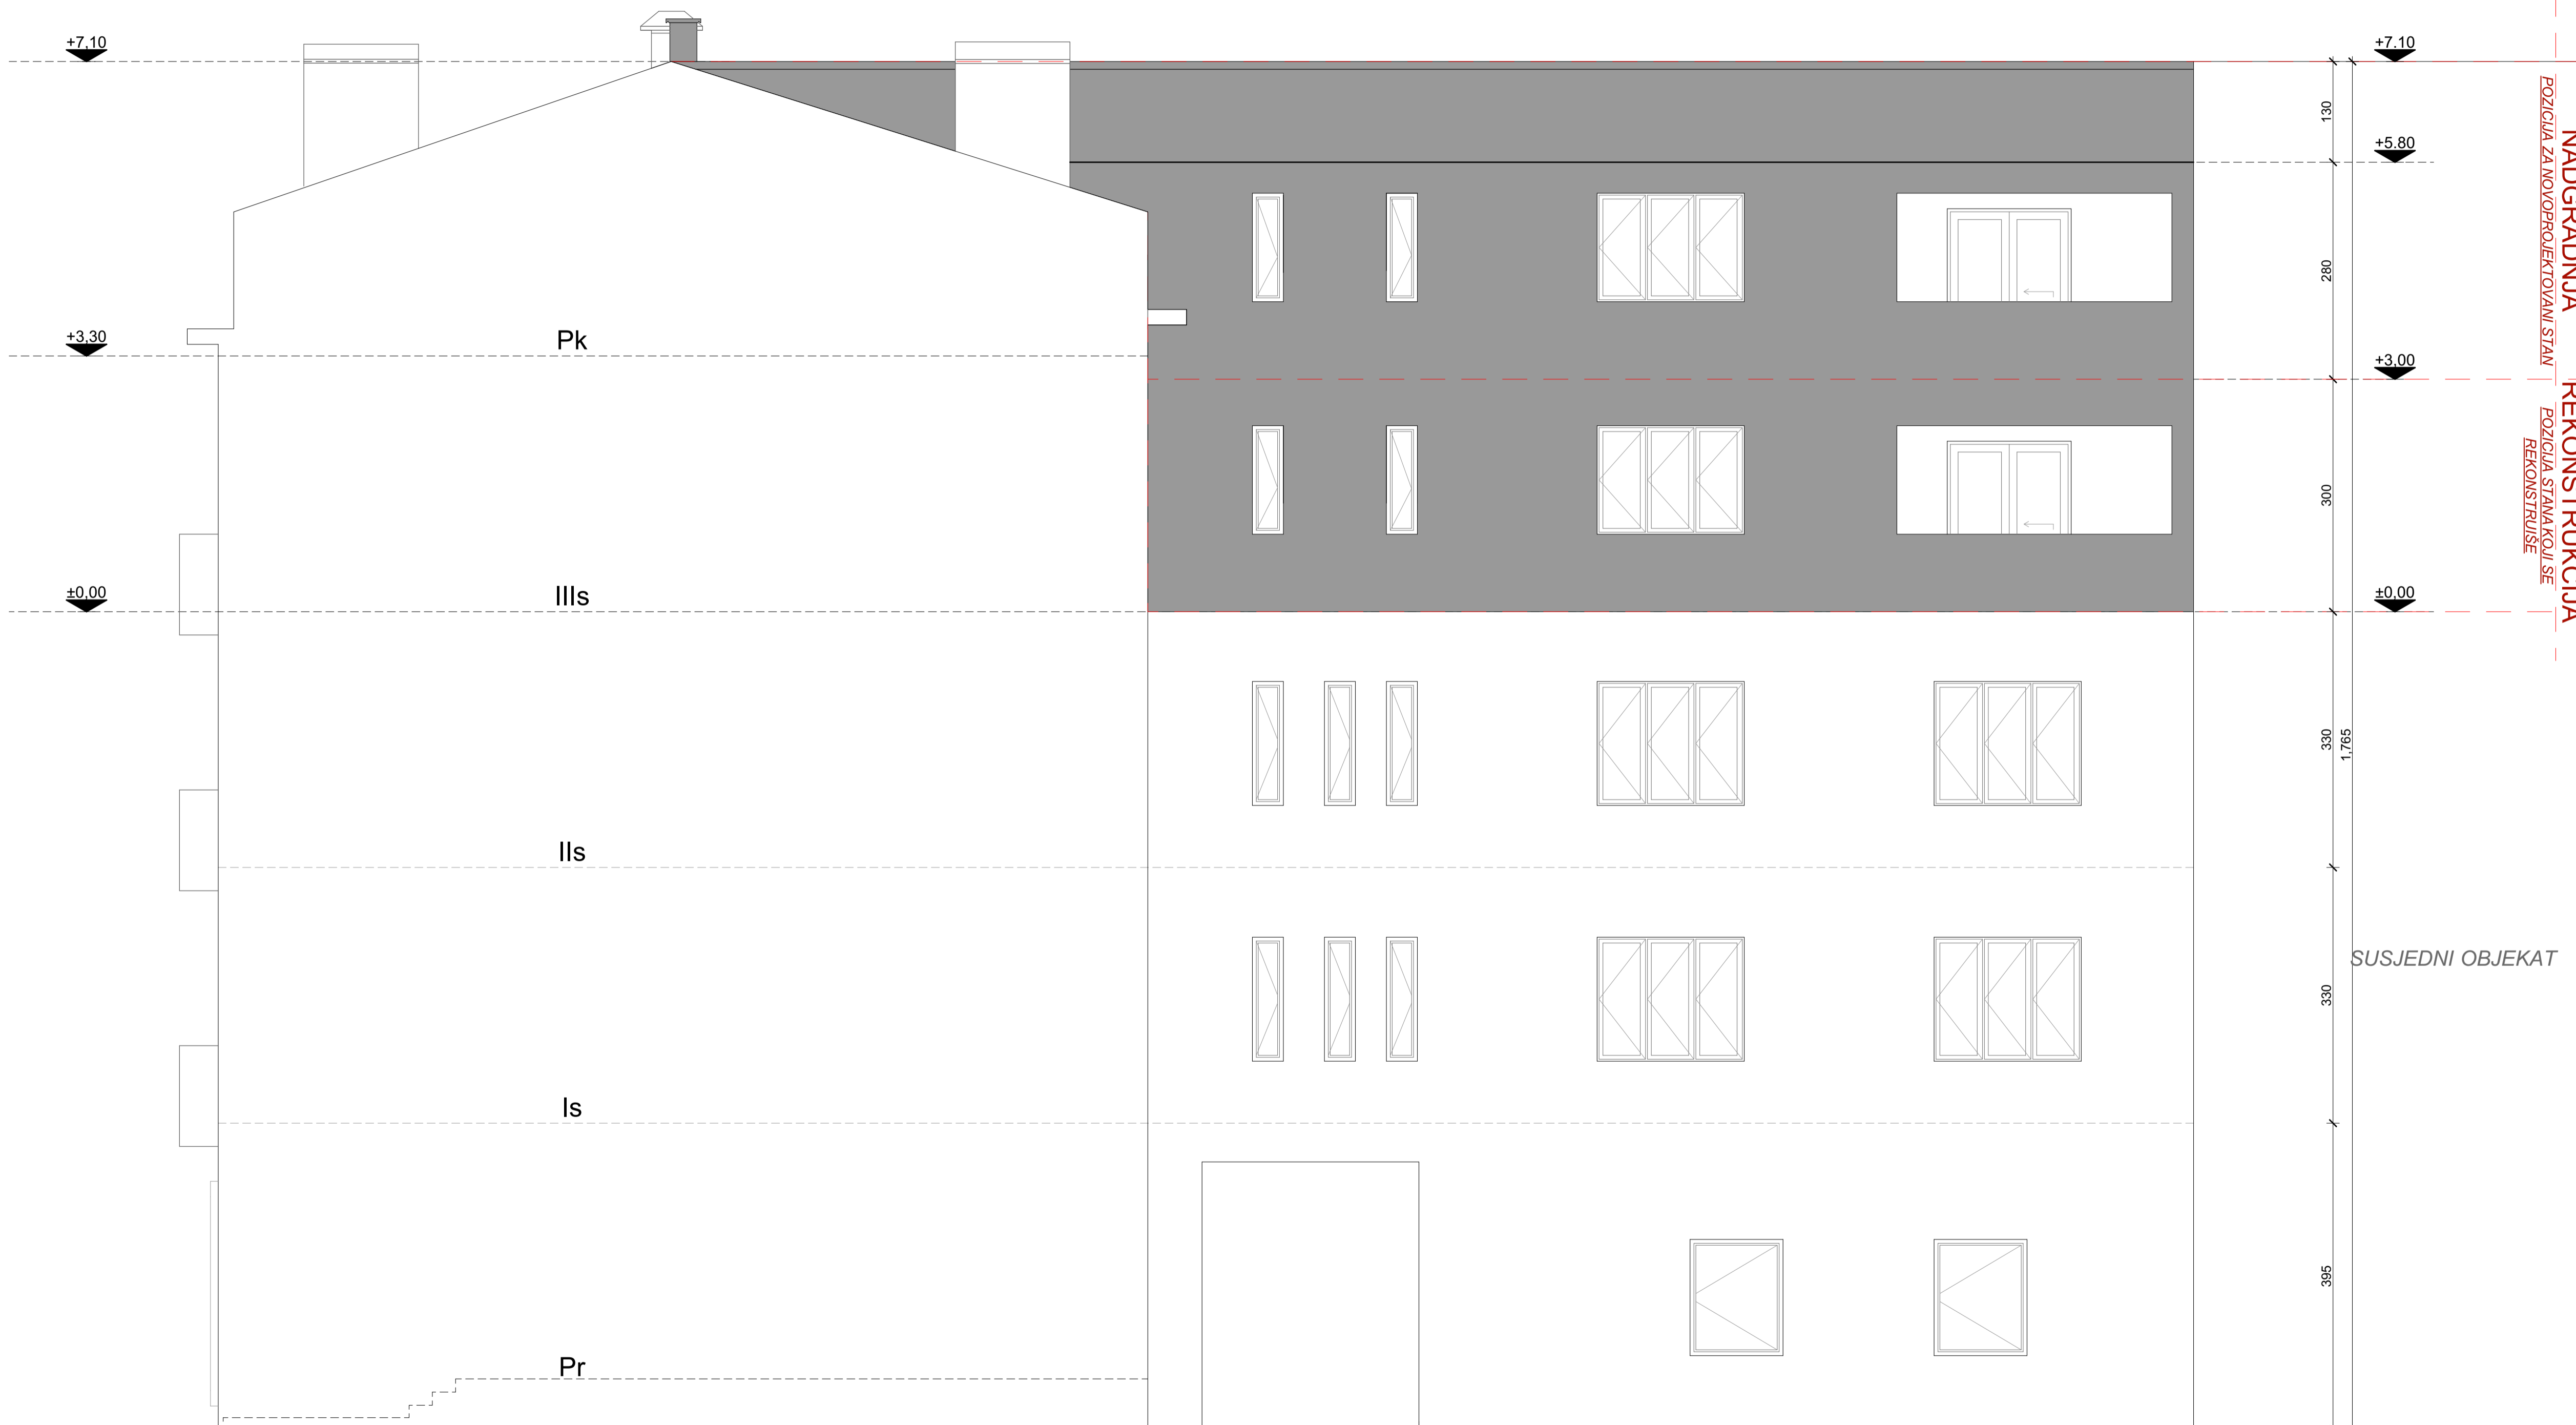 +7,10
+7.10
130
+5.80
280
POZICIJA ZA NOVOPROJEKTOVANI STAN
NADGRADNJA
+3,30
Pk
+3,00
300
POZICIJA STANA KOJI SE
REKONSTRUIŠE
REKONSTRUKCIJA
±0,00
IIIs
±0,00
330
1,765
IIs
330
SUSJEDNI OBJEKAT
Is
395
Pr